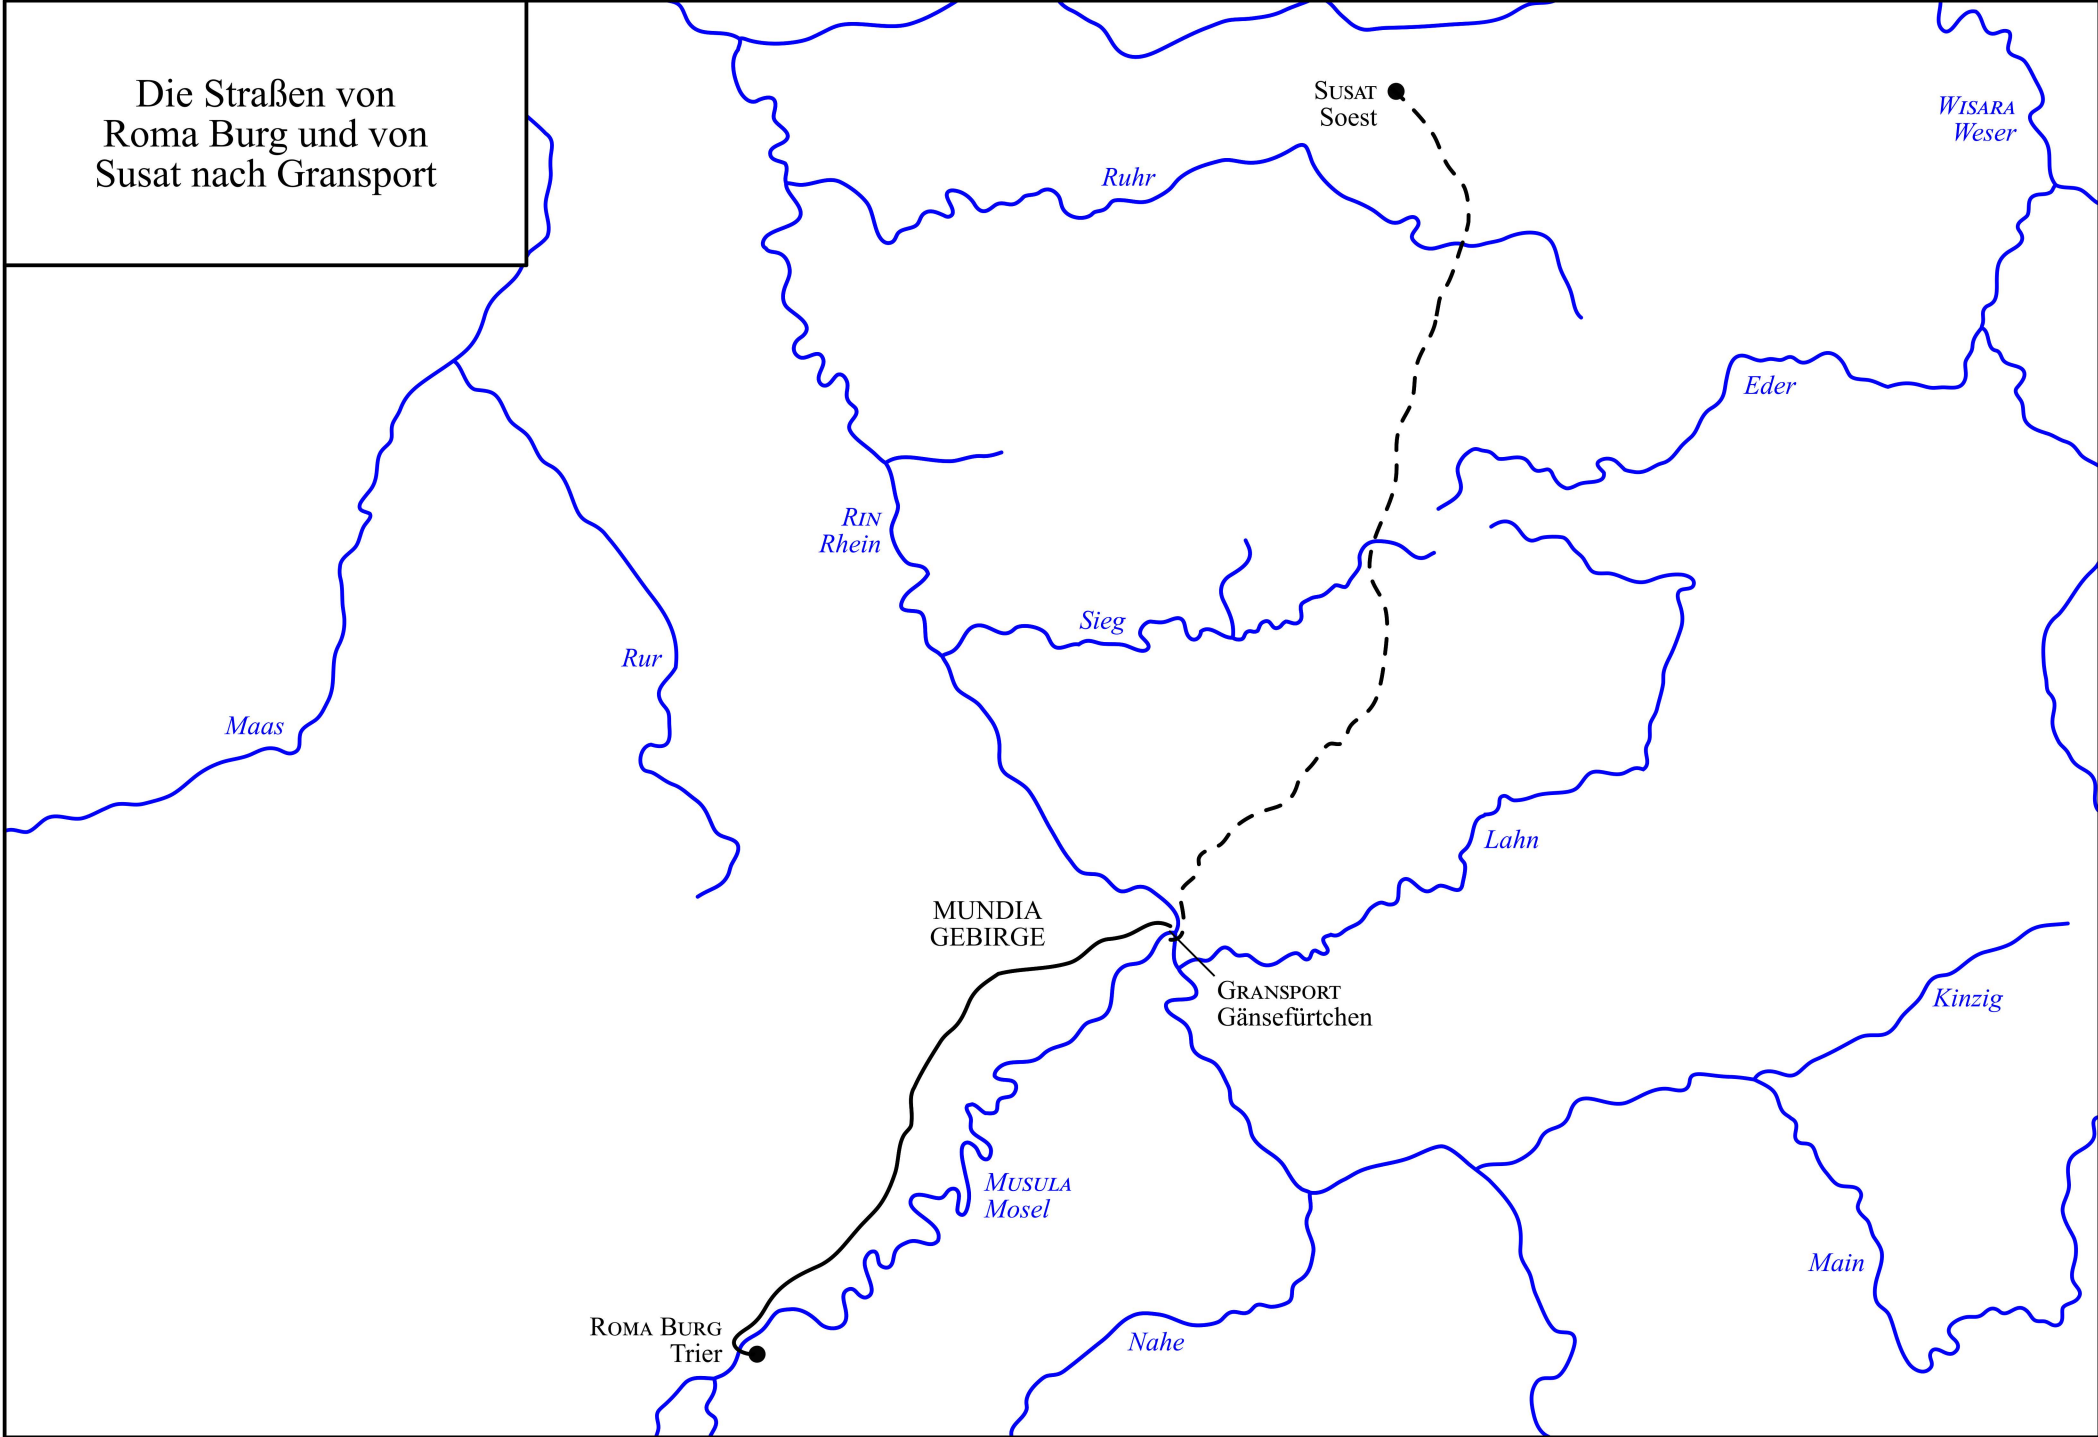 Die Straßen von
Roma Burg und von
Susat nach Gransport
SUSAT
Soest
WISARA
Weser
Ruhr
Eder
RIN
Rhein
Sieg
Rur
Maas
Lahn
MUNDIA
GEBIRGE
GRANSPORT
Gänsefürtchen
Kinzig
MUSULA
Mosel
Main
ROMA BURG
Trier
Nahe